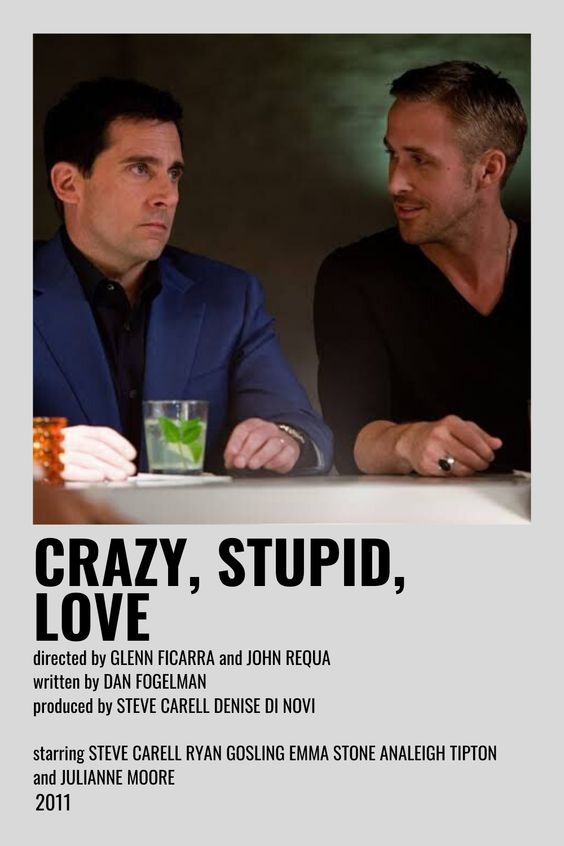 CRAZY, STUPID,
LOVE
directed by GLENN FICARRA and JOHN REQUA
written by DAN FOGELMAN
produced by STEVE CARELL DENISE DI NOVI
starring STEVE CARELL RYAN GOSLING EMMA STONE ANALEIGH TIPTON
and JULIANNE MOORE
2011